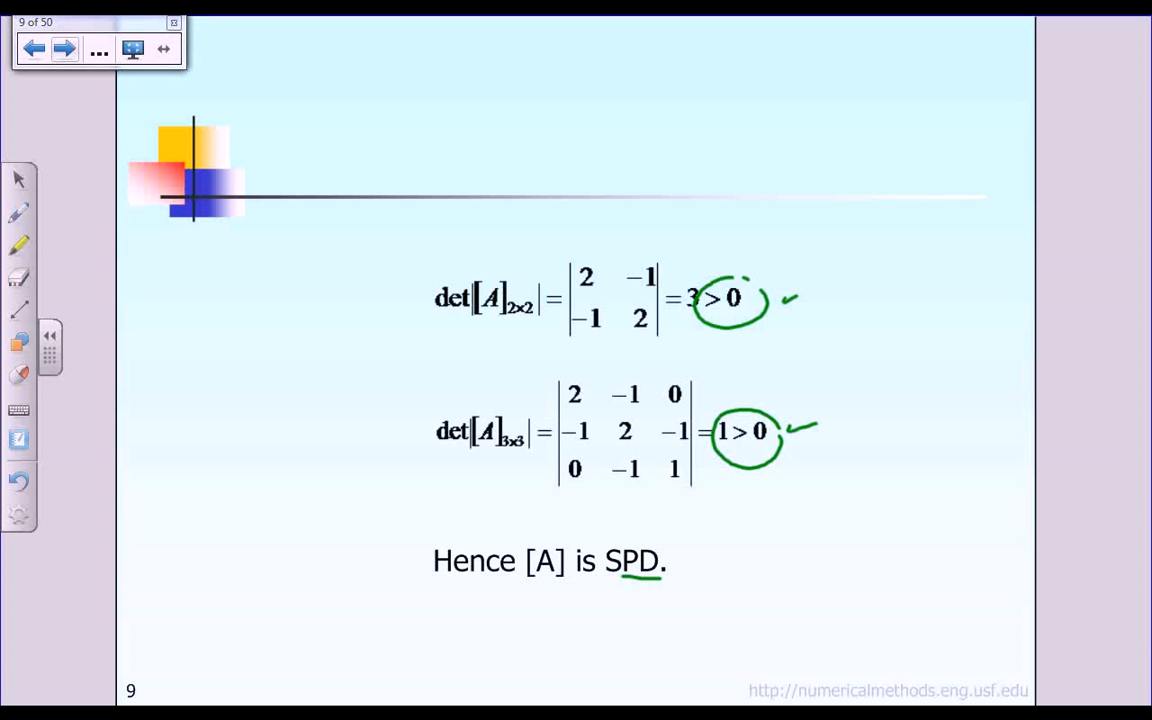 9 of 50
det|[A]2×2| = |2 −1; −1 2| = 3 > 0 ✓
det[A]3×3| = |2 −1 0; −1 2 −1; 0 −1 1| = 1 > 0 ✓
Hence [A] is SPD.
9
http://numericalmethods.eng.usf.edu